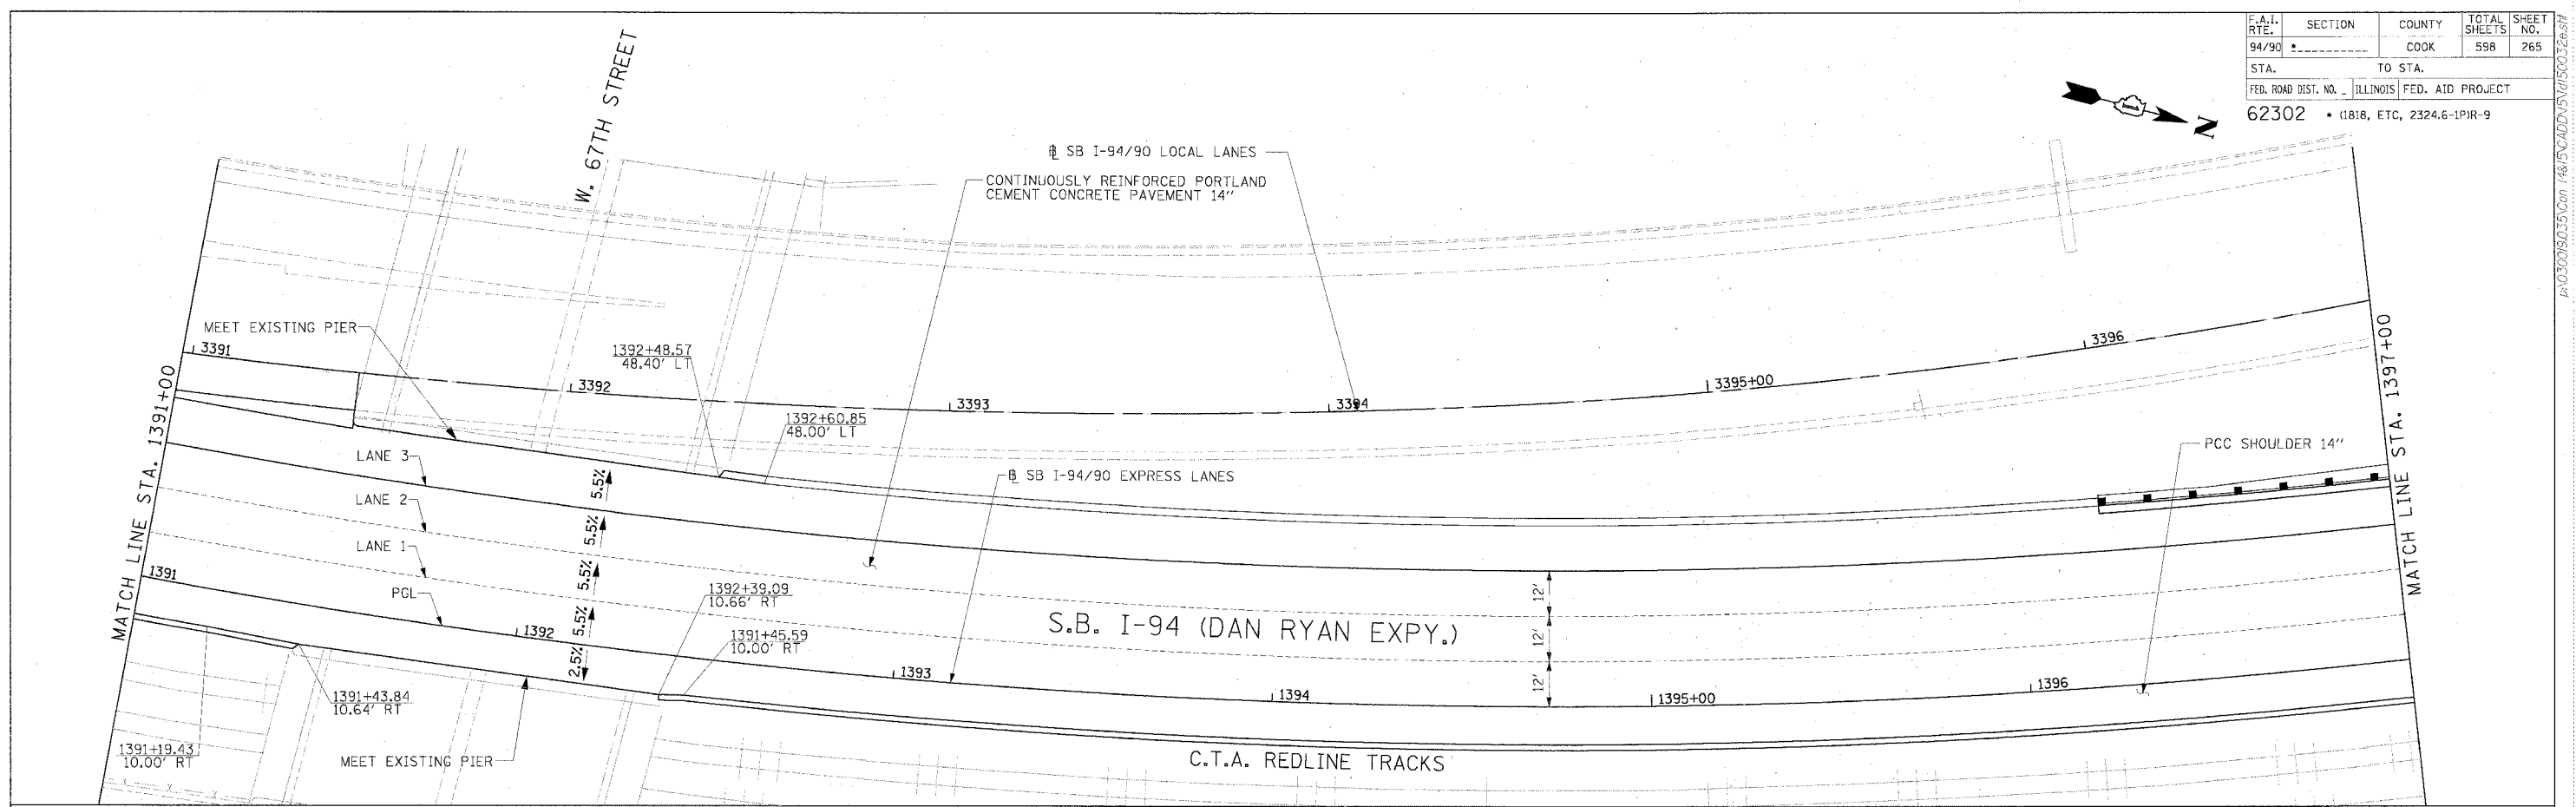 F.A.I. RTE. SECTION COUNTY TOTAL SHEETS SHEET NO.
94/90 * COOK 598 265
STA. TO STA.
FED. ROAD DIST. NO. _ ILLINOIS FED. AID PROJECT
62302 * (1818, ETC, 2324.6-1P)R-9
N
W. 67TH STREET
℄ SB I-94/90 LOCAL LANES
CONTINUOUSLY REINFORCED PORTLAND
CEMENT CONCRETE PAVEMENT 14"
MEET EXISTING PIER
3391
3392
3393
3394
3395+00
3396
1392+48.57
48.40' LT
1392+60.85
48.00' LT
MATCH LINE STA. 1391+00
MATCH LINE STA. 1397+00
PCC SHOULDER 14"
LANE 3
LANE 2
LANE 1
PGL
5.5%
5.5%
5.5%
5.5%
2.5%
℄ SB I-94/90 EXPRESS LANES
1391
1392
1393
1394
1395+00
1396
1392+39.09
10.66' RT
1391+45.59
10.00' RT
S.B. I-94 (DAN RYAN EXPY.)
12'
12'
12'
1391+43.84
10.64' RT
1391+19.43
10.00' RT
MEET EXISTING PIER
C.T.A. REDLINE TRACKS